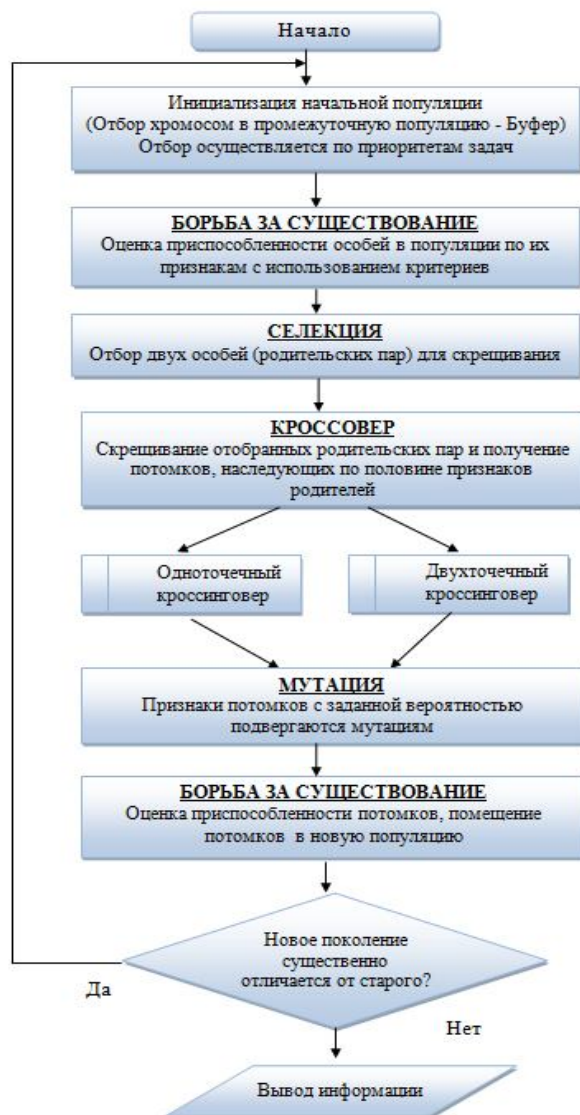 Начало
Инициализация начальной популяции
(Отбор хромосом в промежуточную популяцию - Буфер)
Отбор осуществляется по приоритетам задач
БОРЬБА ЗА СУЩЕСТВОВАНИЕ
Оценка приспособленности особей в популяции по их
признакам с использованием критериев
СЕЛЕКЦИЯ
Отбор двух особей (родительских пар) для скрещивания
КРОССОВЕР
Скрещивание отобранных родительских пар и получение
потомков, наследующих по половине признаков
родителей
Одноточечный
кроссинговер
Двухточечный
кроссинговер
МУТАЦИЯ
Признаки потомков с заданной вероятностью
подвергаются мутациям
БОРЬБА ЗА СУЩЕСТВОВАНИЕ
Оценка приспособленности потомков, помещение
потомков в новую популяцию
Новое поколение
существенно
отличается от старого?
Да
Нет
Вывод информации